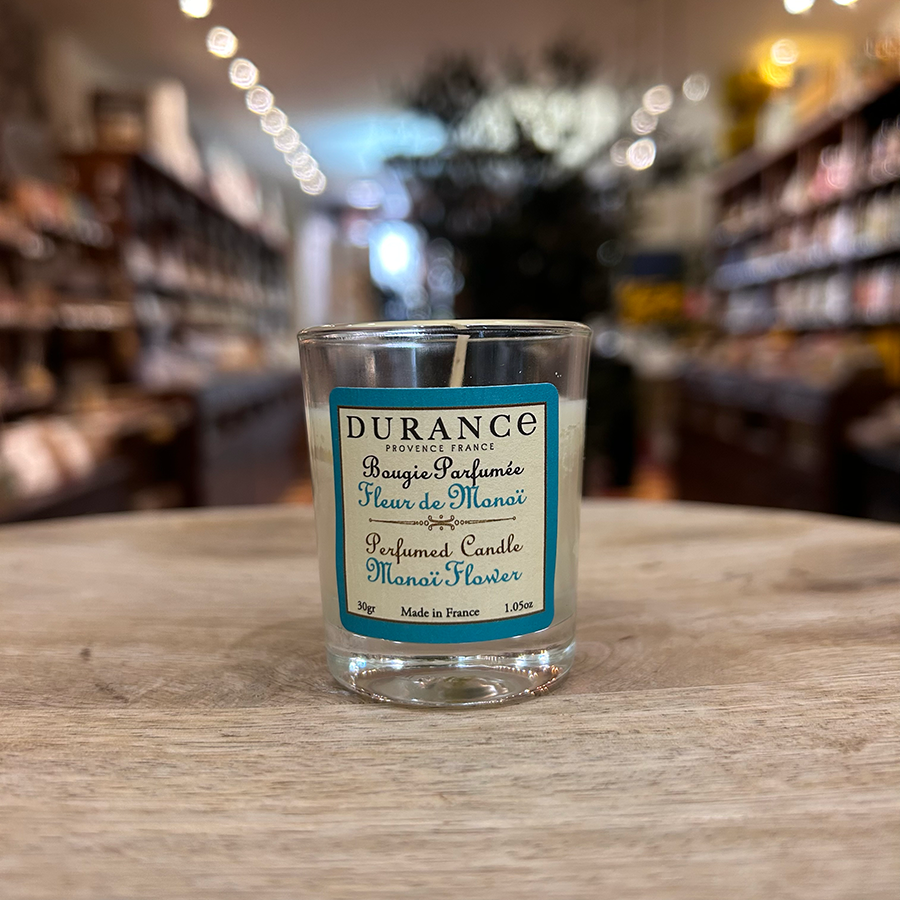 DURANCe
PROVENCE FRANCE
Bougie Parfumée
Fleur de Monoï
Perfumed Candle
Monoï Flower
30gr Made in France 1.05oz